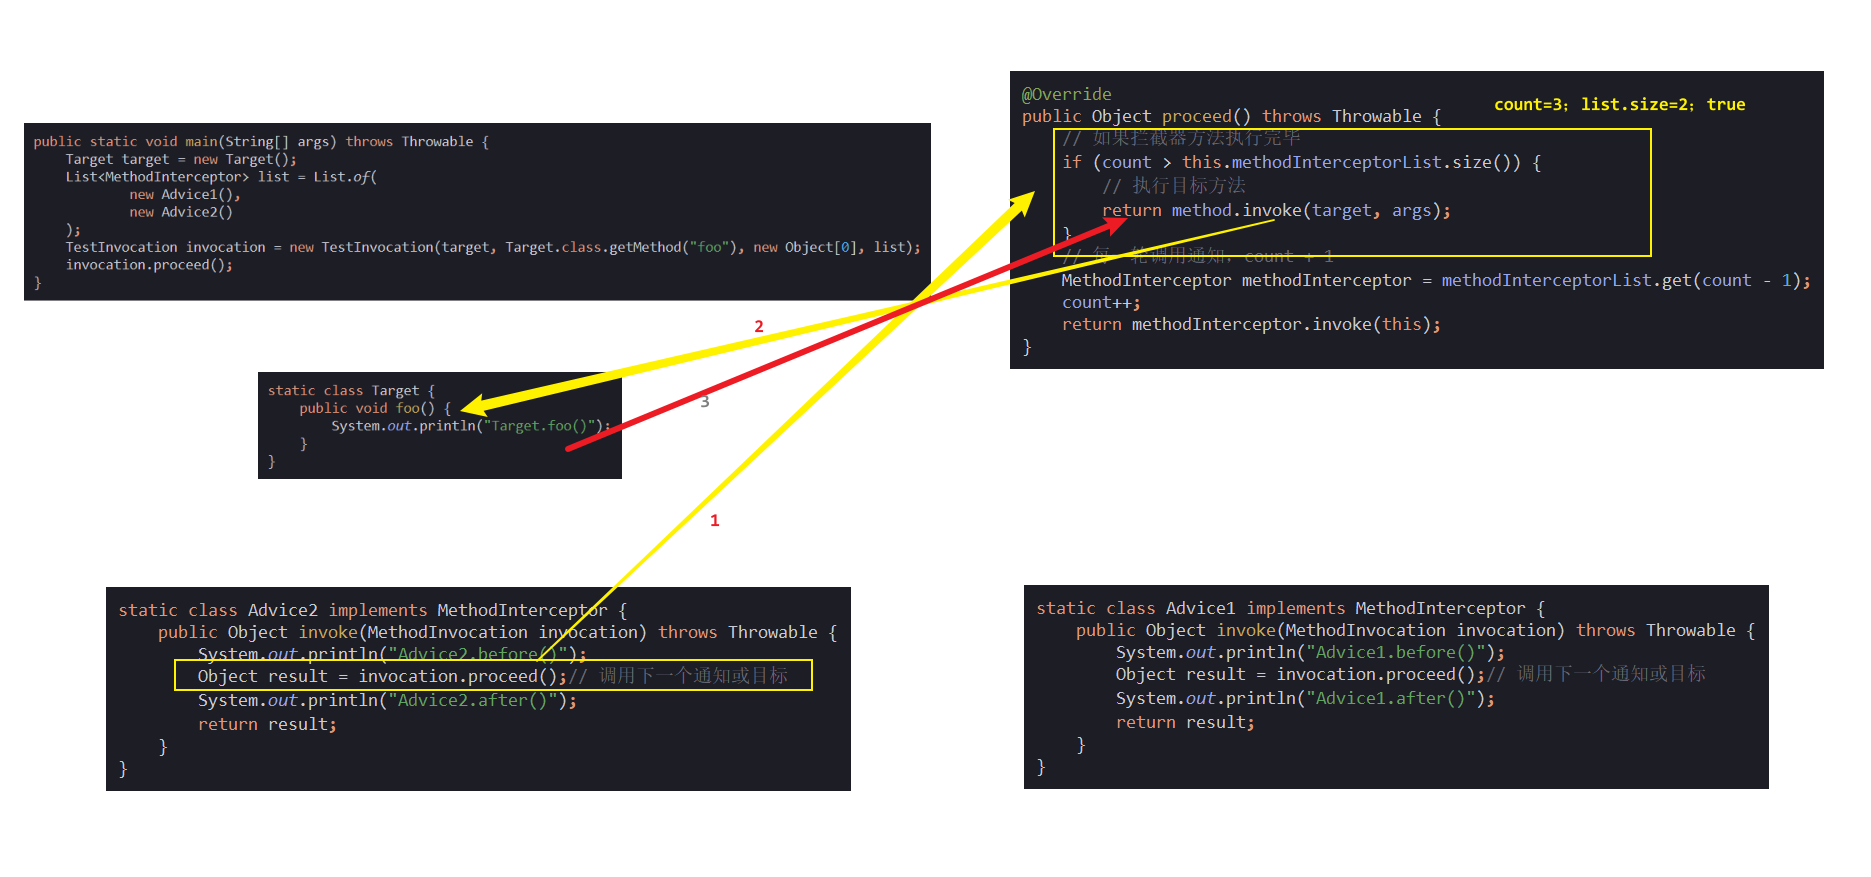 public static void main(String[] args) throws Throwable {
Target target = new Target();
List<MethodInterceptor> list = List.of(
new Advice1(),
new Advice2()
);
TestInvocation invocation = new TestInvocation(target, Target.class.getMethod("foo"), new Object[0], list);
invocation.proceed();
}
@Override
count=3; list.size=2; true
public Object proceed() throws Throwable {
// 如果拦截器方法执行完毕
if (count > this.methodInterceptorList.size()) {
// 执行目标方法
return method.invoke(target, args);
}
// 每一轮调用通知，count + 1
MethodInterceptor methodInterceptor = methodInterceptorList.get(count - 1);
count++;
return methodInterceptor.invoke(this);
}
2
static class Target {
public void foo() {
System.out.println("Target.foo()");
}
}
3
1
static class Advice2 implements MethodInterceptor {
public Object invoke(MethodInvocation invocation) throws Throwable {
System.out.println("Advice2.before()");
Object result = invocation.proceed();// 调用下一个通知或目标
System.out.println("Advice2.after()");
return result;
}
}
static class Advice1 implements MethodInterceptor {
public Object invoke(MethodInvocation invocation) throws Throwable {
System.out.println("Advice1.before()");
Object result = invocation.proceed();// 调用下一个通知或目标
System.out.println("Advice1.after()");
return result;
}
}